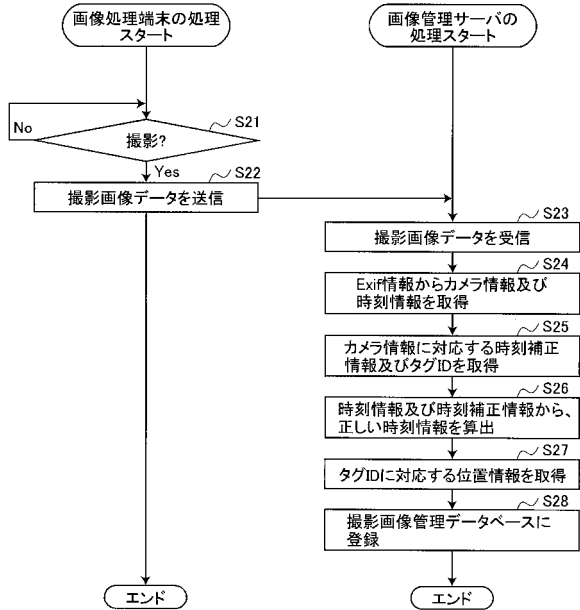 画像処理端末の処理
スタート
No
S21
撮影?
Yes
S22
撮影画像データを送信
エンド
画像管理サーバの
処理スタート
S23
撮影画像データを受信
S24
Exif情報からカメラ情報及び
時刻情報を取得
S25
カメラ情報に対応する時刻補正
情報及びタグIDを取得
S26
時刻情報及び時刻補正情報から、
正しい時刻情報を算出
S27
タグIDに対応する位置情報を取得
S28
撮影画像管理データベースに
登録
エンド